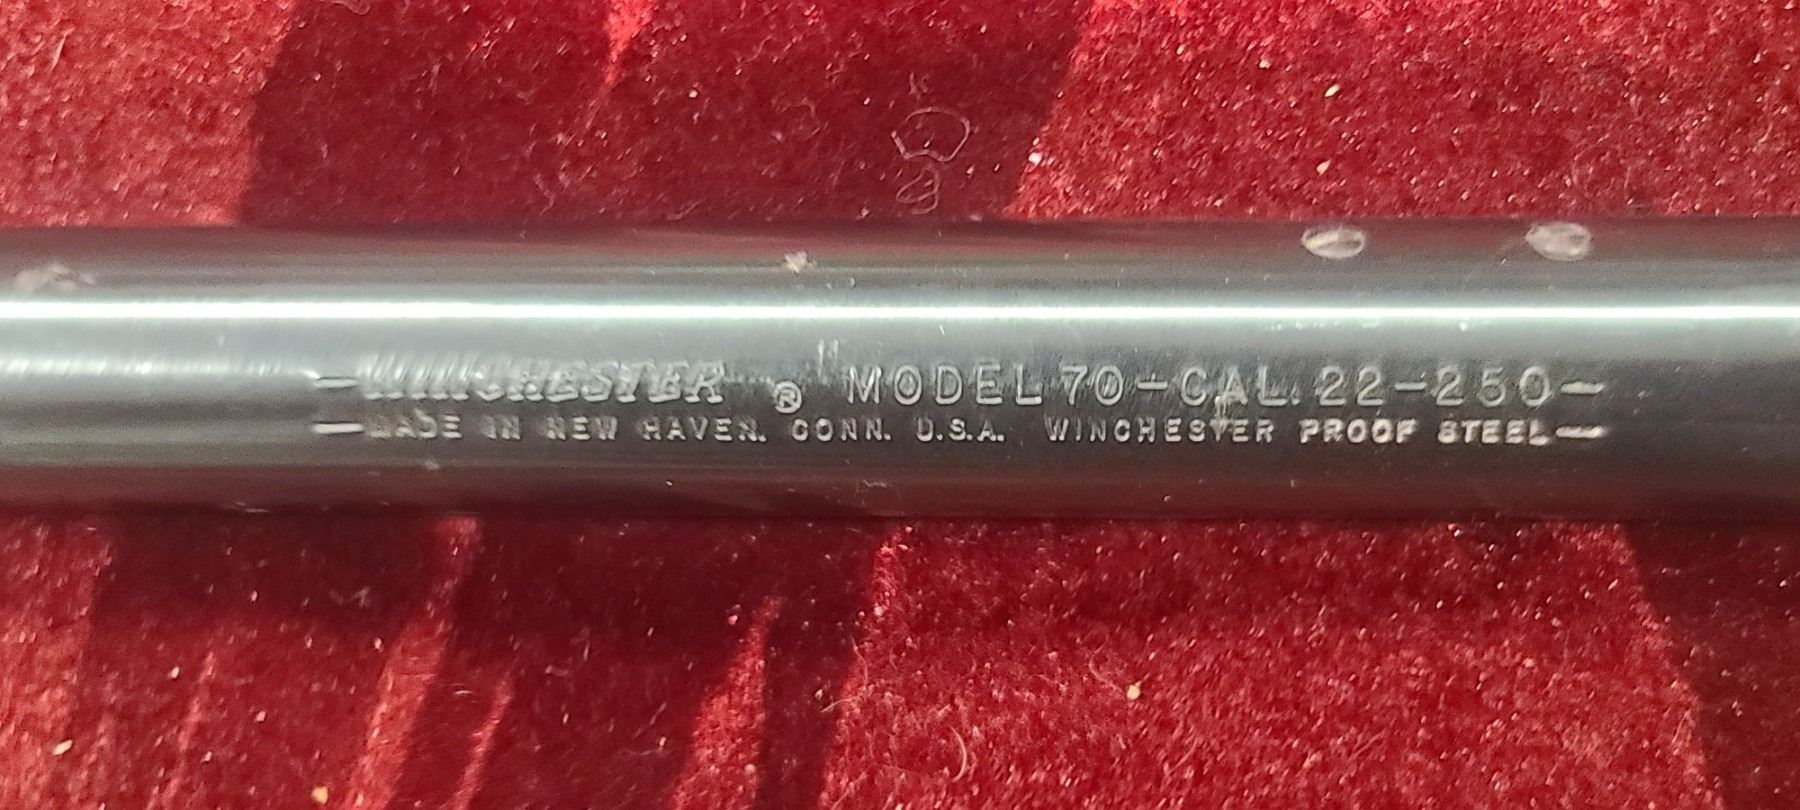 -WINCHESTER ® MODEL 70-CAL. 22-250-
-MADE IN NEW HAVEN. CONN. U.S.A. WINCHESTER PROOF STEEL-